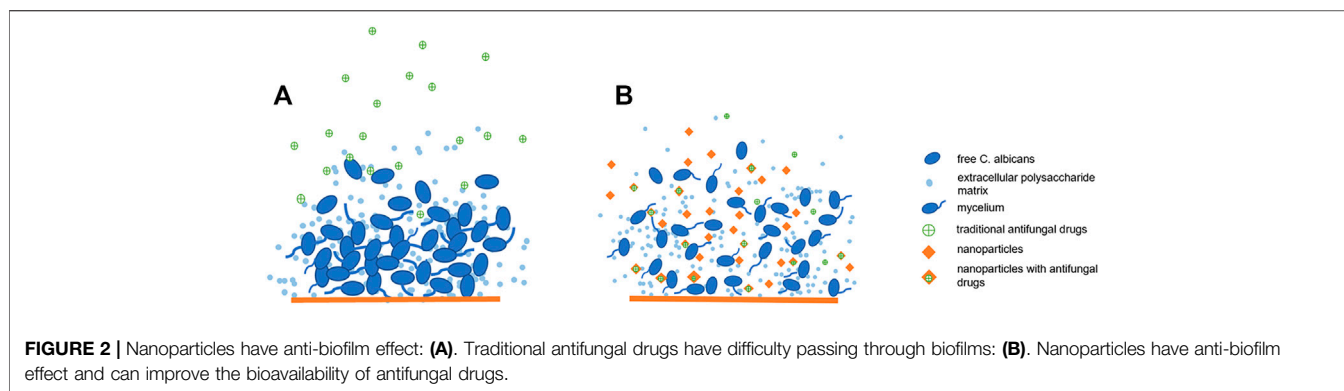 A
B
free C. albicans
extracellular polysaccharide
matrix
mycelium
traditional antifungal drugs
nanoparticles
nanoparticles with antifungal
drugs
FIGURE 2 | Nanoparticles have anti-biofilm effect: (A). Traditional antifungal drugs have difficulty passing through biofilms: (B). Nanoparticles have anti-biofilm
effect and can improve the bioavailability of antifungal drugs.